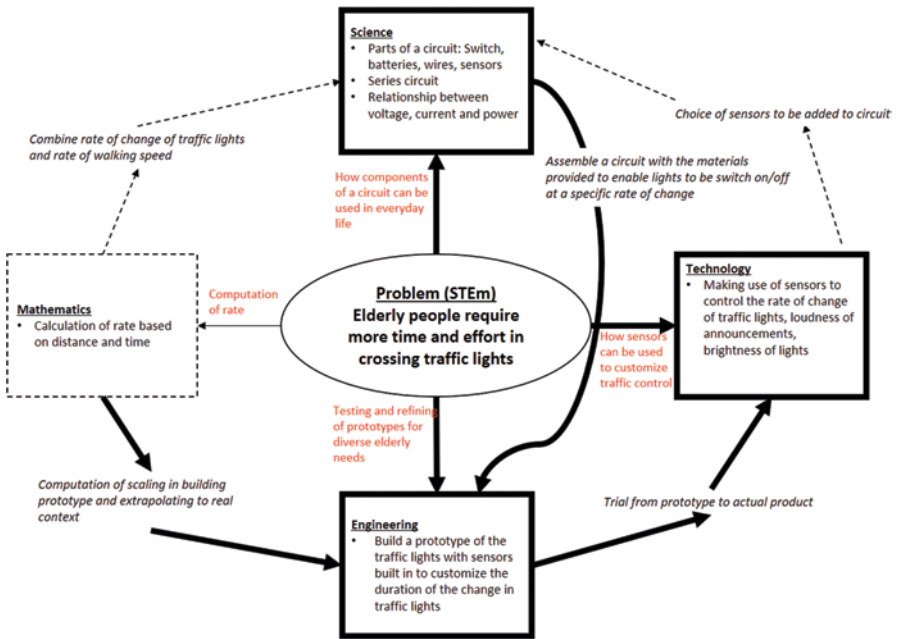 Science
• Parts of a circuit: Switch,
batteries, wires, sensors
• Series circuit
• Relationship between
voltage, current and power
Combine rate of change of traffic lights
and rate of walking speed
Choice of sensors to be added to circuit
How components
of a circuit can be
used in everyday
life
Assemble a circuit with the materials
provided to enable lights to be switch on/off
at a specific rate of change
Mathematics
• Calculation of rate based
on distance and time
Computation
of rate
Problem (STEm)
Elderly people require
more time and effort in
crossing traffic lights
How sensors
can be used
to customize
traffic control
Technology
• Making use of sensors to
control the rate of change
of traffic lights, loudness of
announcements,
brightness of lights
Testing and refining
of prototypes for
diverse elderly
needs
Computation of scaling in building
prototype and extrapolating to real
context
Trial from prototype to actual product
Engineering
• Build a prototype of the
traffic lights with sensors
built in to customize the
duration of the change in
traffic lights